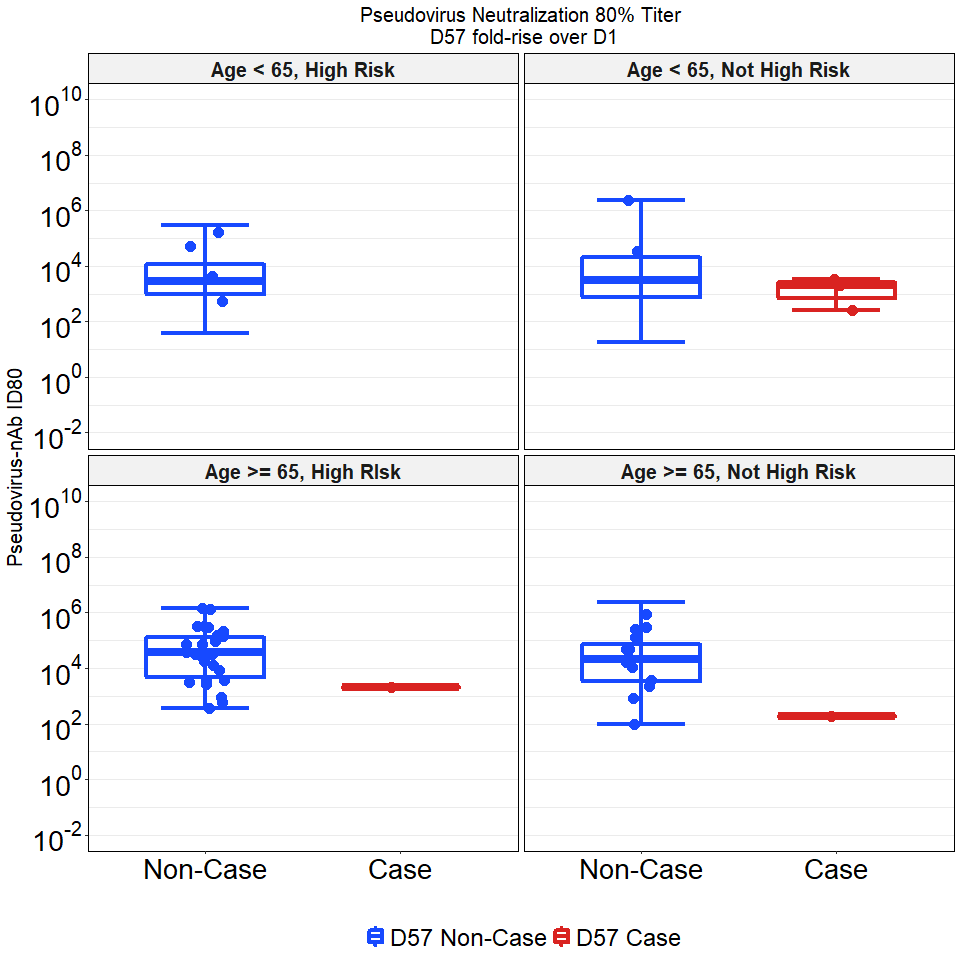 Pseudovirus Neutralization 80% Titer
D57 fold-rise over D1
Age < 65, High Risk
Age < 65, Not High Risk
10^10
10^8
10^6
10^4
10^2
10^0
10^-2
Pseudovirus-nAb ID80
Age >= 65, High RIsk
Age >= 65, Not High Risk
10^10
10^8
10^6
10^4
10^2
10^0
10^-2
Non-Case Case Non-Case Case
D57 Non-Case D57 Case